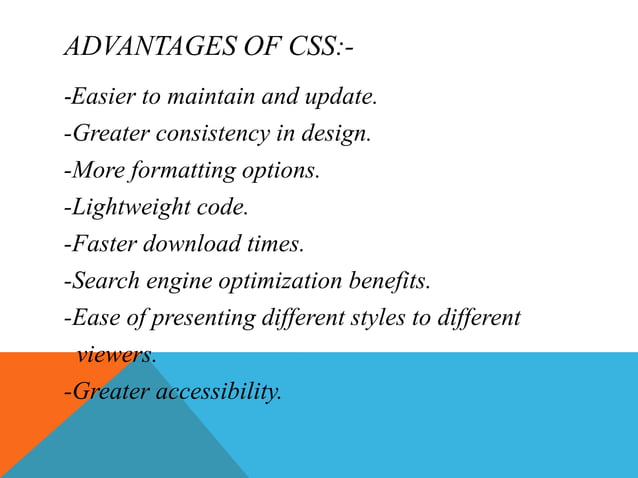 ADVANTAGES OF CSS:-
-Easier to maintain and update.
-Greater consistency in design.
-More formatting options.
-Lightweight code.
-Faster download times.
-Search engine optimization benefits.
-Ease of presenting different styles to different
viewers.
-Greater accessibility.